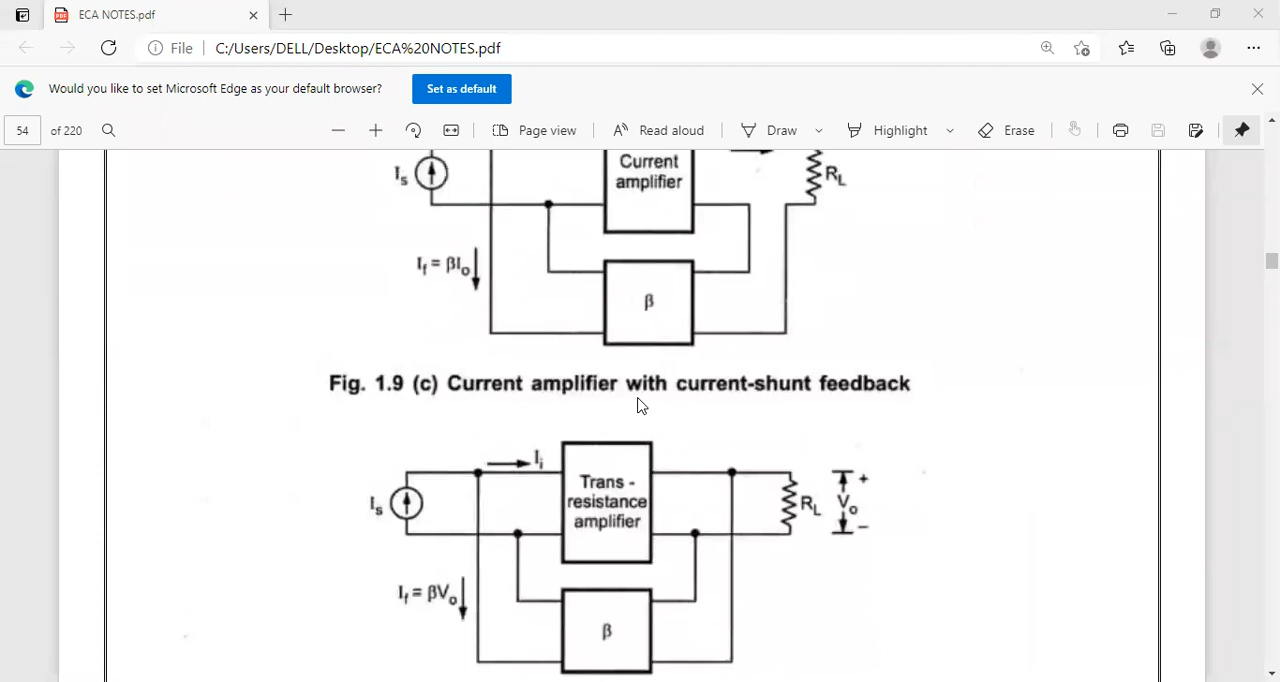 ECA NOTES.pdf
File
C:/Users/DELL/Desktop/ECA%20NOTES.pdf
Would you like to set Microsoft Edge as your default browser?
Set as default
54 of 220
Page view
Read aloud
Draw
Highlight
Erase
Is
Current
amplifier
RL
If = βIo
β
Fig. 1.9 (c) Current amplifier with current-shunt feedback
Ii
Is
Trans -
resistance
amplifier
RL
+
Vo
−
If = βVo
β